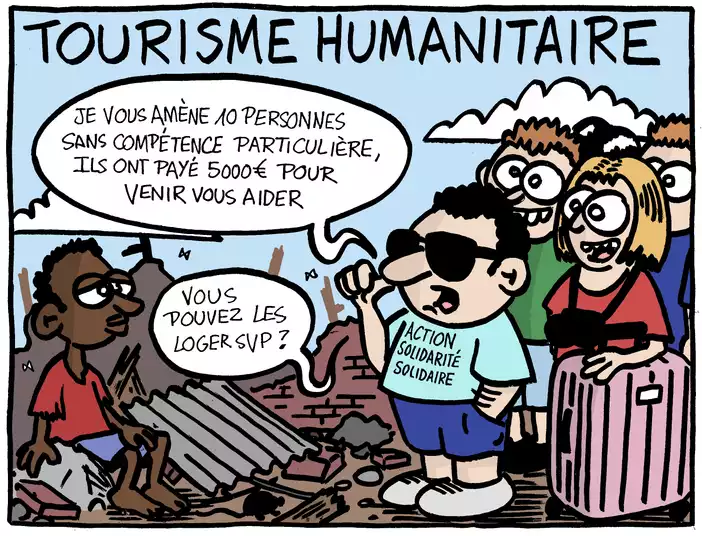 TOURISME HUMANITAIRE
JE VOUS AMÈNE 10 PERSONNES
SANS COMPÉTENCE PARTICULIÈRE,
ILS ONT PAYÉ 5000€ POUR
VENIR VOUS AIDER
VOUS
POUVEZ LES
LOGER SVP ?
ACTION
SOLIDARITÉ
SOLIDAIRE